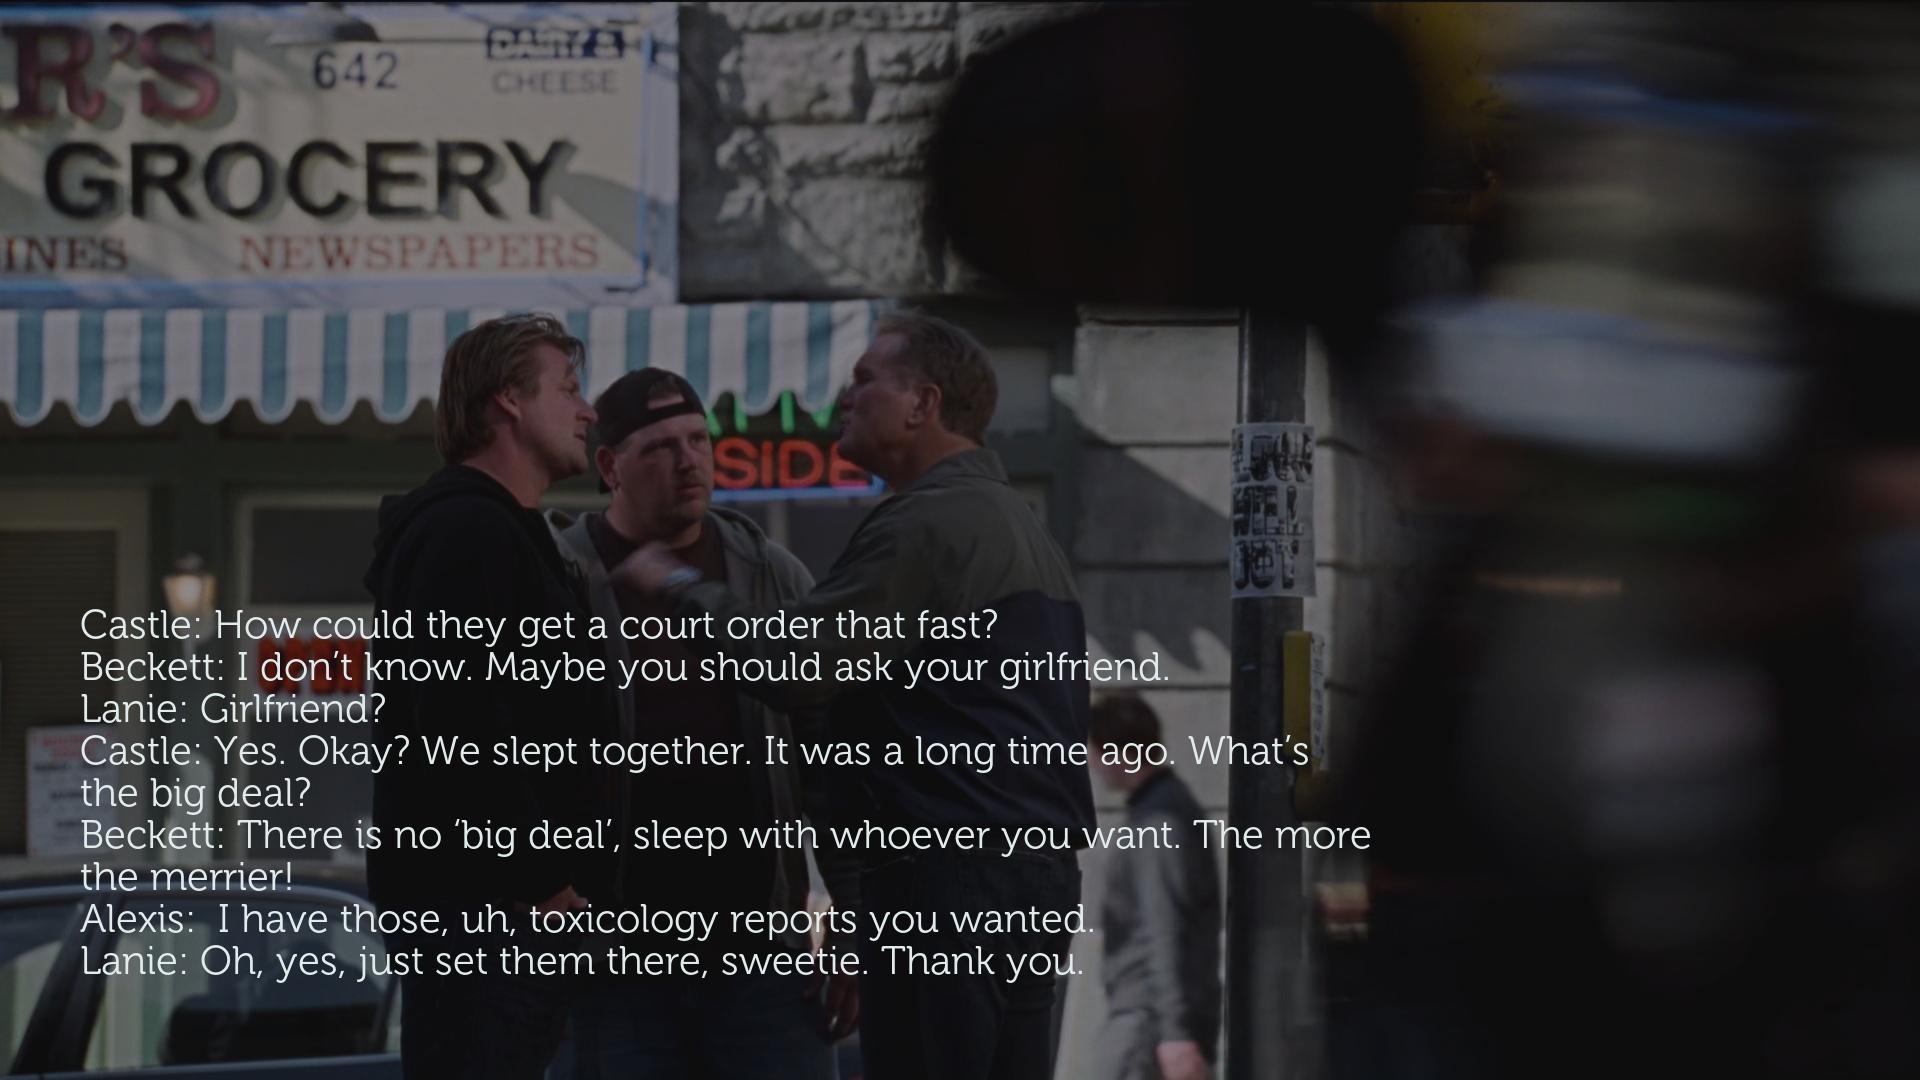 R'S
642
DAIRY &
CHEESE
GROCERY
INES NEWSPAPERS
SIDE
WILL
OUT
Castle: How could they get a court order that fast?
Beckett: I don’t know. Maybe you should ask your girlfriend.
Lanie: Girlfriend?
Castle: Yes. Okay? We slept together. It was a long time ago. What’s
the big deal?
Beckett: There is no ‘big deal’, sleep with whoever you want. The more
the merrier!
Alexis:  I have those, uh, toxicology reports you wanted.
Lanie: Oh, yes, just set them there, sweetie. Thank you.